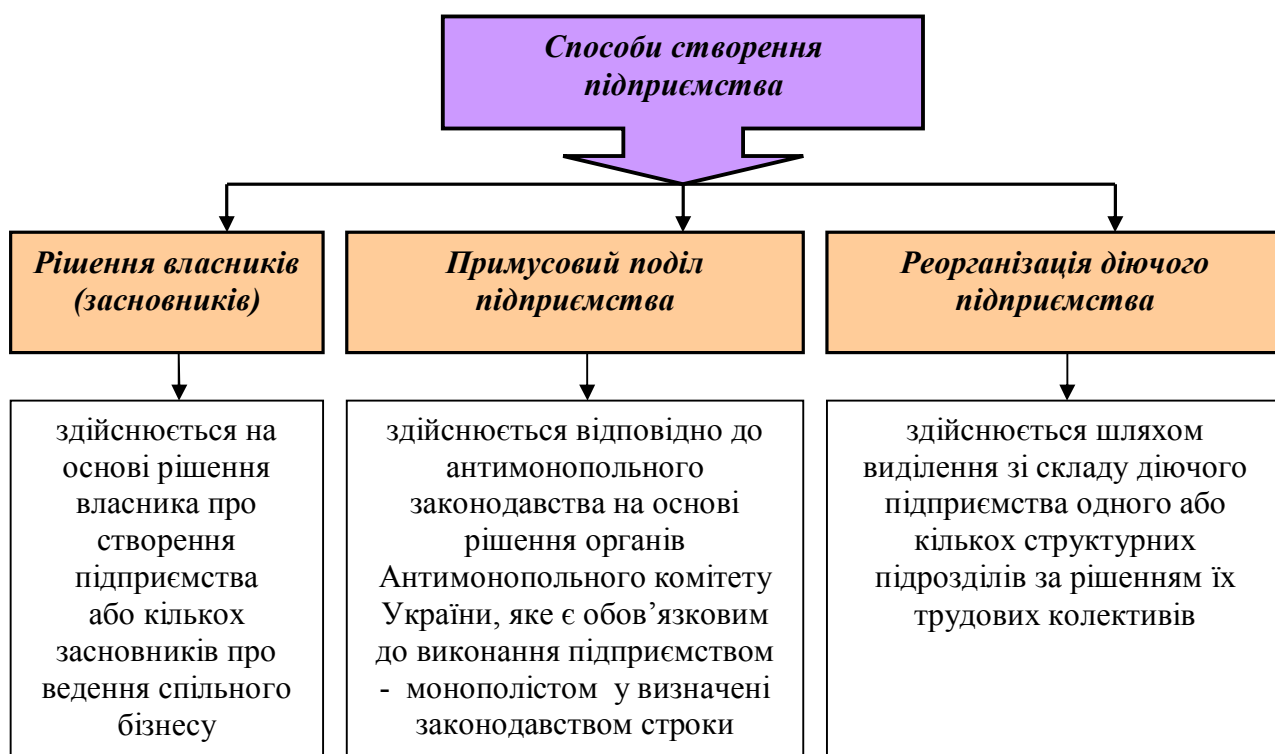 Способи створення
підприємства
Рішення власників
(засновників)
Примусовий поділ
підприємства
Реорганізація діючого
підприємства
здійснюється на
основі рішення
власника про
створення
підприємства
або кількох
засновників про
ведення спільного
бізнесу
здійснюється відповідно до
антимонопольного
законодавства на основі
рішення органів
Антимонопольного комітету
України, яке є обов’язковим
до виконання підприємством
- монополістом у визначені
законодавством строки
здійснюється шляхом
виділення зі складу діючого
підприємства одного або
кількох структурних
підрозділів за рішенням їх
трудових колективів